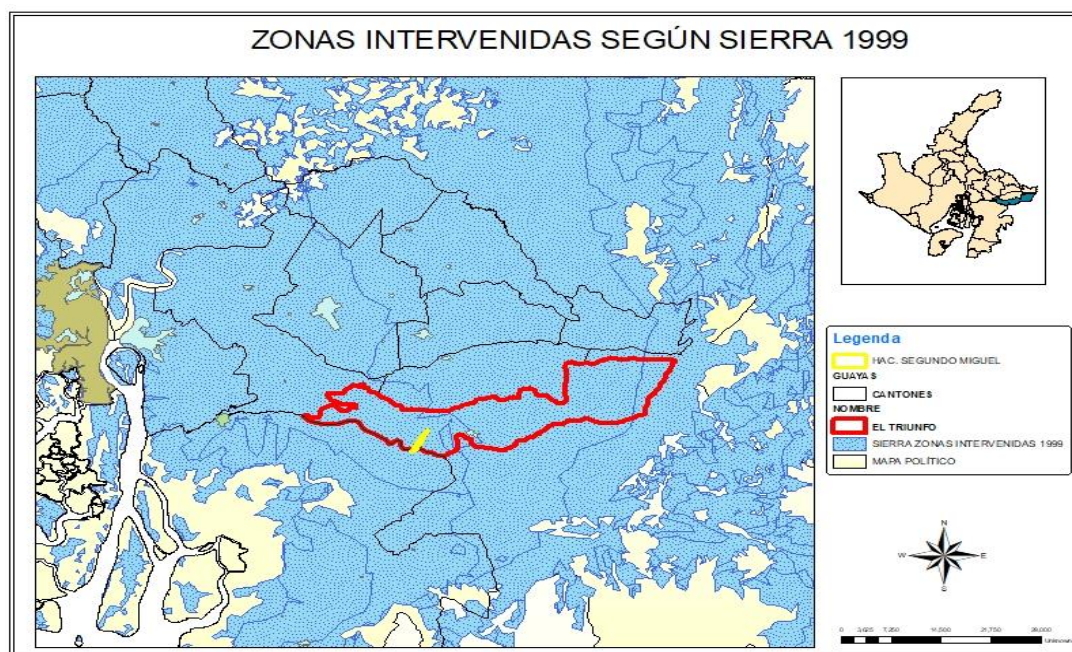 ZONAS INTERVENIDAS SEGÚN SIERRA 1999
Legenda
HAC. SEGUNDO MIGUEL
GUAYAS
CANTONES
NOMBRE
EL TRIUNFO
SIERRA ZONAS INTERVENIDAS 1999
MAPA POLÍTICO
N
W E
S
0 3,625 7,250 14,500 21,750 29,000
Unknown